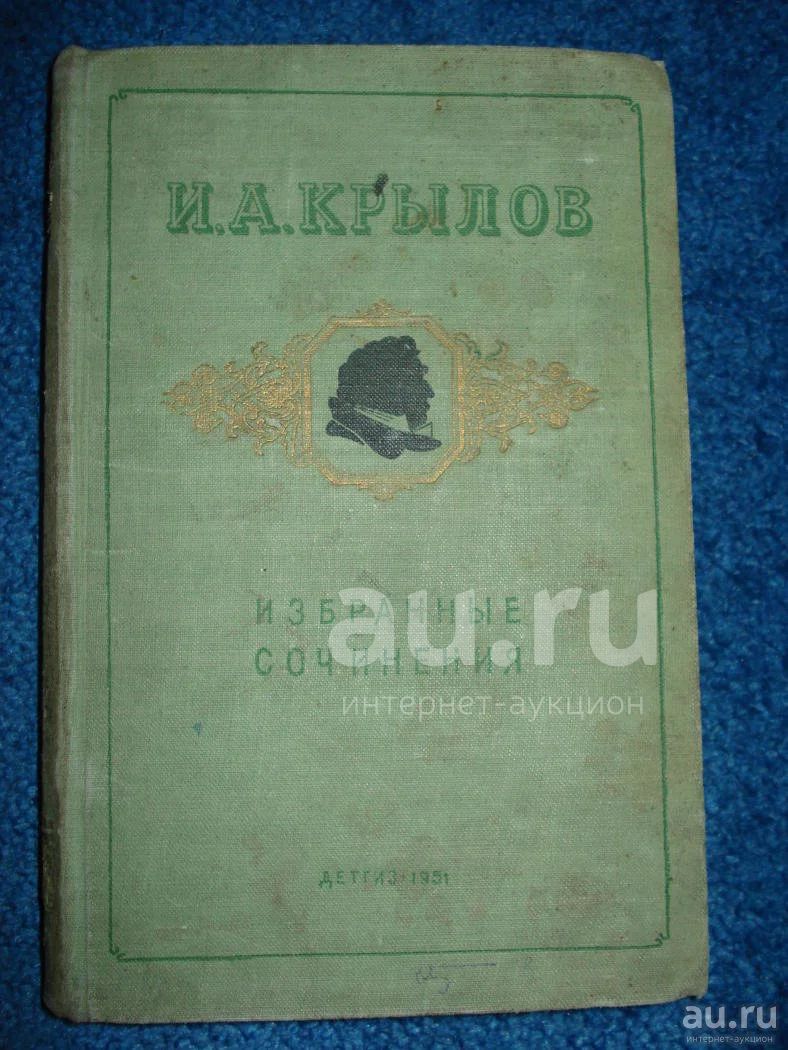 И.А.КРЫЛОВ
ИЗБРАННЫЕ
СОЧИНЕНИЯ
au.ru
интернет-аукцион
ДЕТГИЗ·1951
au.ru
интернет-аукцион